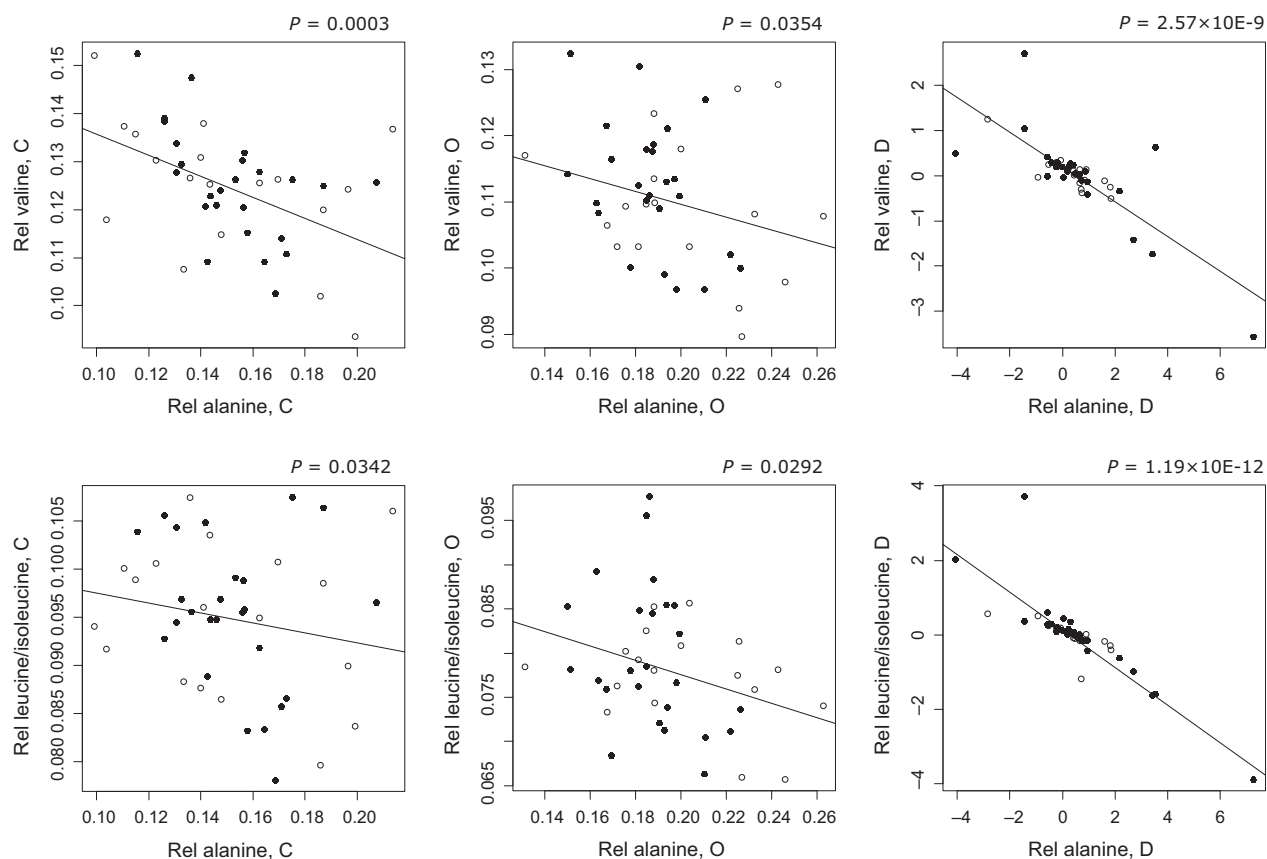 P = 0.0003
P = 0.0354
P = 2.57×10E-9
Rel valine, C
0.15
0.14
0.13
0.12
0.11
0.10
0.10 0.12 0.14 0.16 0.18 0.20
Rel alanine, C
Rel valine, O
0.13
0.12
0.11
0.10
0.09
0.14 0.16 0.18 0.20 0.22 0.24 0.26
Rel alanine, O
Rel valine, D
2
1
0
–1
–2
–3
–4 –2 0 2 4 6
Rel alanine, D
P = 0.0342
P = 0.0292
P = 1.19×10E-12
Rel leucine/isoleucine, C
0.105
0.100
0.095
0.090
0.085
0.080
0.10 0.12 0.14 0.16 0.18 0.20
Rel alanine, C
Rel leucine/isoleucine, O
0.095
0.085
0.075
0.065
0.14 0.16 0.18 0.20 0.22 0.24 0.26
Rel alanine, O
Rel leucine/isoleucine, D
4
2
0
–2
–4
–4 –2 0 2 4 6
Rel alanine, D